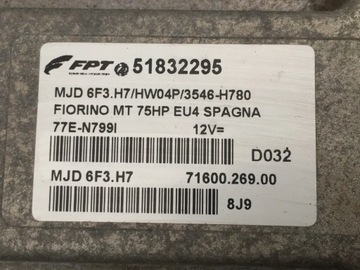 FPT 51832295
MJD 6F3.H7/HW04P/3546-H780
FIORINO MT 75HP EU4 SPAGNA
77E-N799I 12V=
D032
MJD 6F3.H7 71600.269.00
8J9